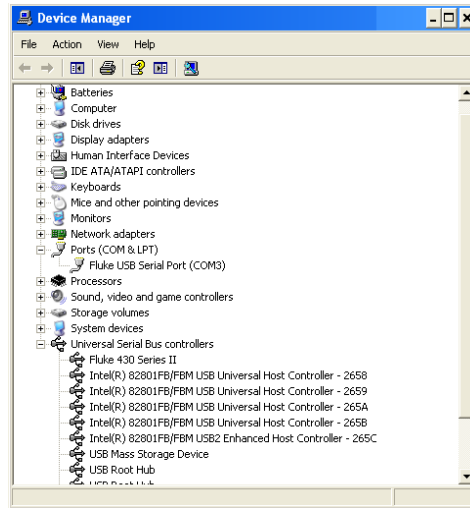 Device Manager
File Action View Help
Batteries
Computer
Disk drives
Display adapters
Human Interface Devices
IDE ATA/ATAPI controllers
Keyboards
Mice and other pointing devices
Monitors
Network adapters
Ports (COM & LPT)
Fluke USB Serial Port (COM3)
Processors
Sound, video and game controllers
Storage volumes
System devices
Universal Serial Bus controllers
Fluke 430 Series II
Intel(R) 82801FB/FBM USB Universal Host Controller - 2658
Intel(R) 82801FB/FBM USB Universal Host Controller - 2659
Intel(R) 82801FB/FBM USB Universal Host Controller - 265A
Intel(R) 82801FB/FBM USB Universal Host Controller - 265B
Intel(R) 82801FB/FBM USB2 Enhanced Host Controller - 265C
USB Mass Storage Device
USB Root Hub
USB Root Hub